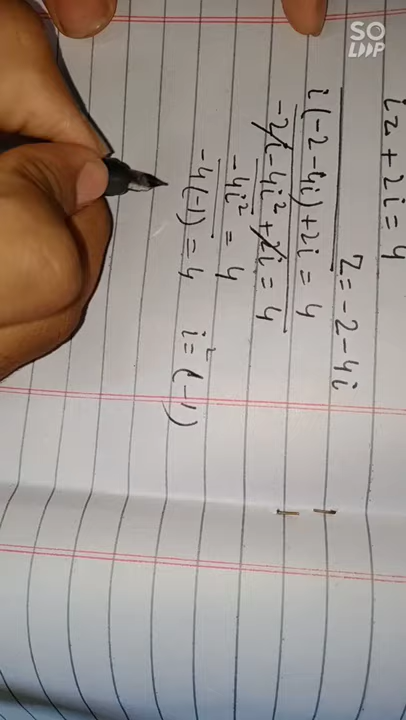 SO
LOOP
iz + 2i = 4
z = -2 - 4i
i(-2 - 4i) + 2i = 4
-2i - 4i² + 2i = 4
-4i² = 4
-4(-1) = 4 i² = (-1)